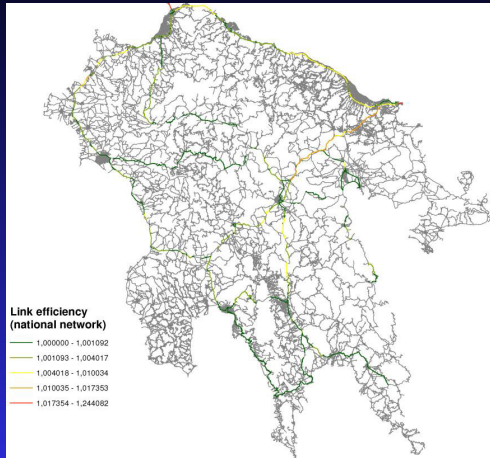 Link efficiency
(national network)
1,000000 - 1,001092
1,001093 - 1,004017
1,004018 - 1,010034
1,010035 - 1,017353
1,017354 - 1,244082